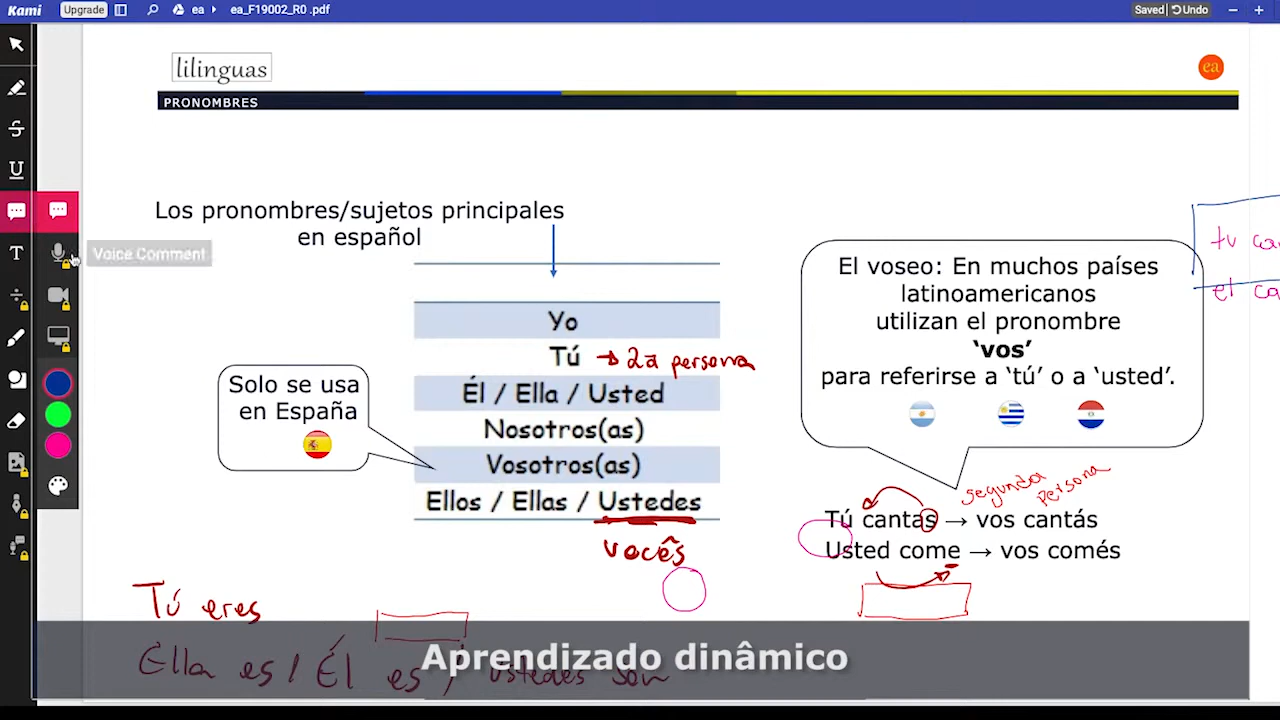 Kami Upgrade ea ea_F19002_R0 .pdf Saved Undo
lilinguas
ea
PRONOMBRES
Los pronombres/sujetos principales
en español
Voice Comment
Yo
Tú → 2ª persona
Él / Ella / Usted
Nosotros(as)
Vosotros(as)
Ellos / Ellas / Ustedes
vocês
Solo se usa
en España
El voseo: En muchos países
latinoamericanos
utilizan el pronombre
‘vos’
para referirse a ‘tú’ o a ‘usted’.
segunda persona
Tú cantas → vos cantás
Usted come → vos comés
tu
el
Tú eres
Ella es / Él es / ustedes son
Aprendizado dinâmico